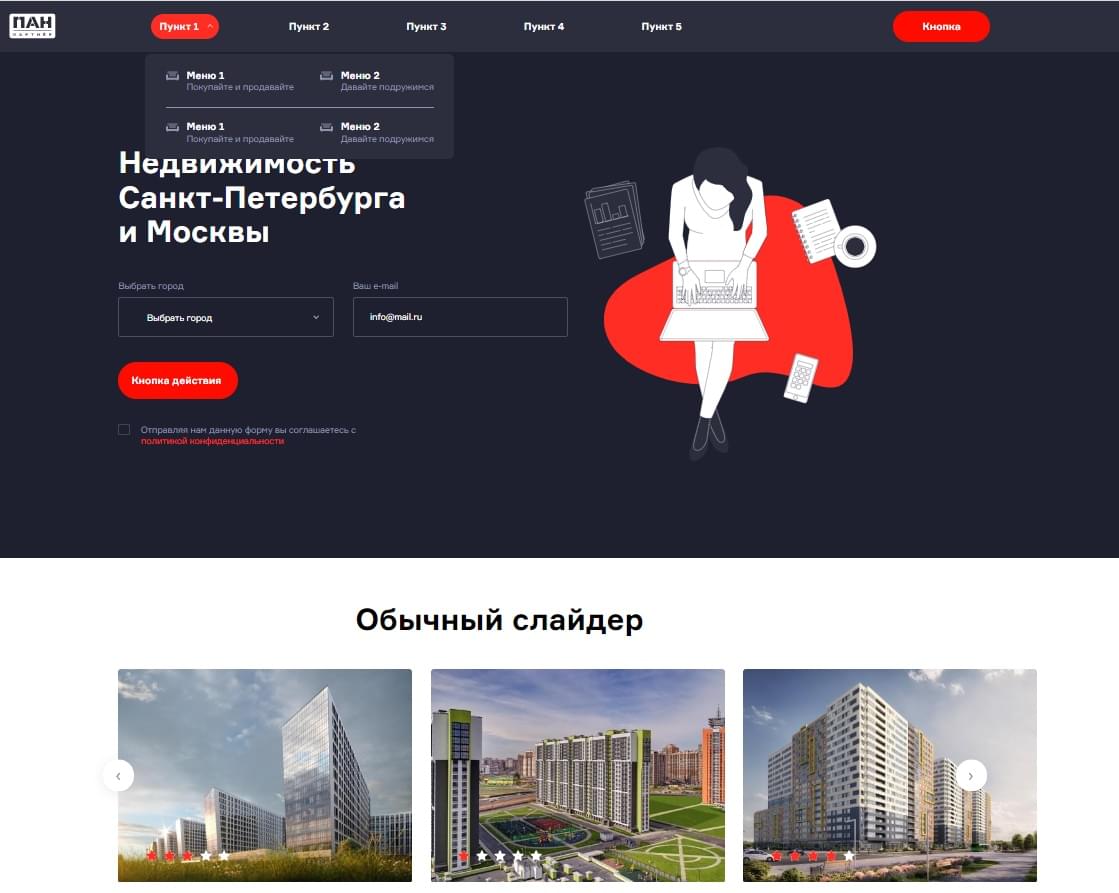 ПАН
ПАРТНЁР
Пункт 1
Пункт 2
Пункт 3
Пункт 4
Пункт 5
Кнопка
Меню 1
Покупайте и продавайте
Меню 2
Давайте подружимся
Меню 1
Покупайте и продавайте
Меню 2
Давайте подружимся
Недвижимость
Санкт-Петербурга
и Москвы
Выбрать город
Ваш e-mail
Выбрать город
info@mail.ru
Кнопка действия
Отправляя нам данную форму вы соглашаетесь с
политикой конфиденциальности
Обычный слайдер